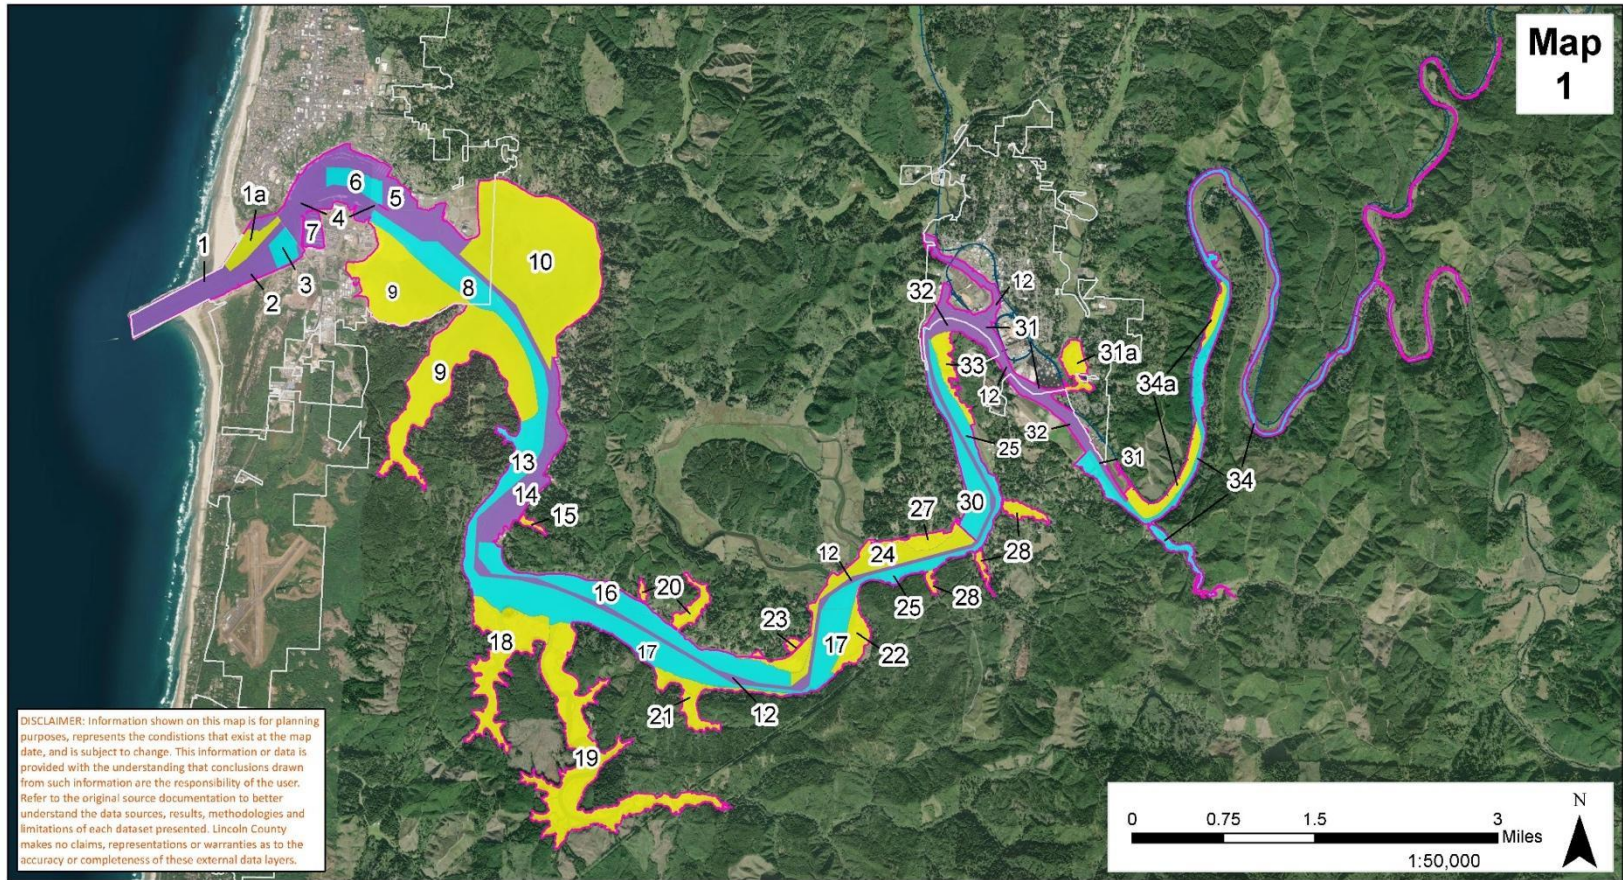 Map
1
1a
6
5
4
7
1
3
2
10
9
8
12
32
31
31a
9
33
34a
12
25
32
13
31
34
14
30
15
27
28
24
12
16
20
25
28
23
18
17
17
22
21
12
19
DISCLAIMER: Information shown on this map is for planning
purposes, represents the condistions that exist at the map
date, and is subject to change. This information or data is
provided with the understanding that conclusions drawn
from such information are the responsibility of the user.
Refer to the original source documentation to better
understand the data sources, results, methodologies and
limitations of each dataset presented. Lincoln County
makes no claims, representations or warranties as to the
accuracy or completeness of these external data layers.
N
0 0.75 1.5 3
Miles
1:50,000